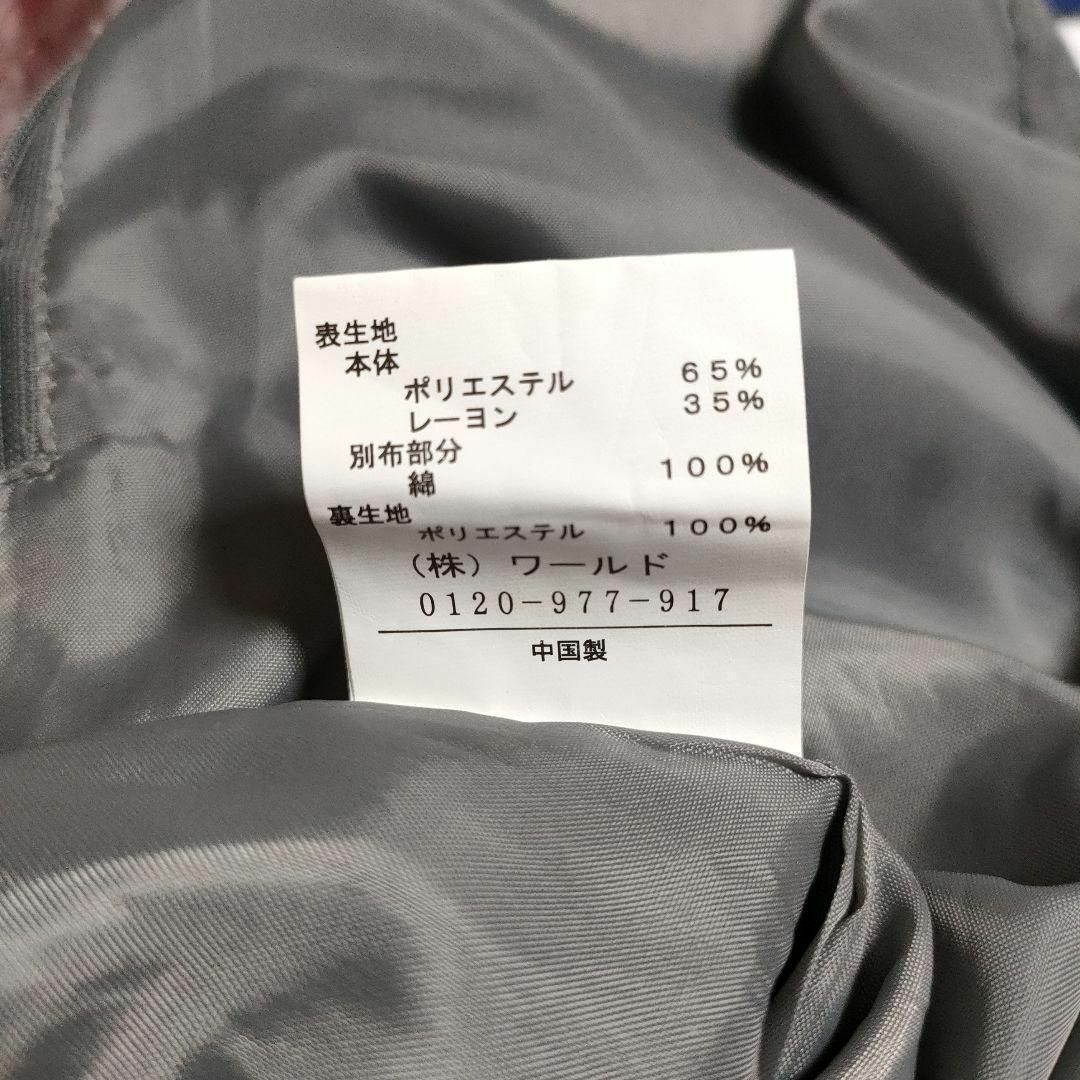 表生地
本体
ポリエステル 65%
レーヨン 35%
別布部分
綿 100%
裏生地
ポリエステル 100%
(株)ワールド
0120-977-917
中国製